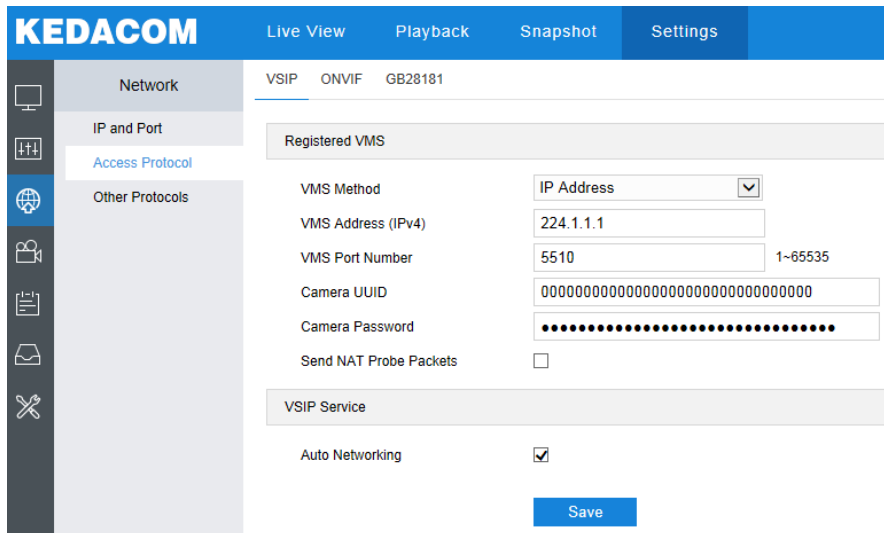 KEDACOM Live View Playback Snapshot Settings
Network
IP and Port
Access Protocol
Other Protocols
VSIP ONVIF GB28181
Registered VMS
VMS Method IP Address
VMS Address (IPv4) 224.1.1.1
VMS Port Number 5510 1~65535
Camera UUID 00000000000000000000000000000000
Camera Password ●●●●●●●●●●●●●●●●●●●●●●●●●●●●●●●●
Send NAT Probe Packets
VSIP Service
Auto Networking
Save